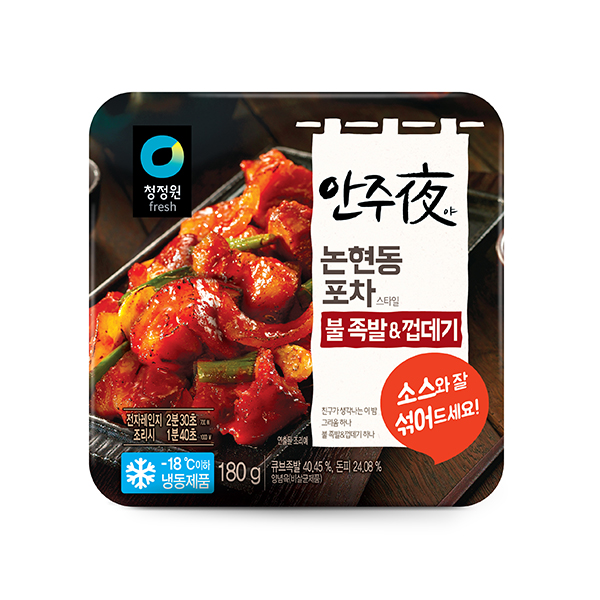 청정원
fresh
안주夜야
논현동
포차 스타일
불 족발&껍데기
소스와 잘
섞어드세요!
친구가 생각나는 이 밤
그리움 하나
불 족발&껍데기 하나
전자레인지 2분30초 700W
조리시 1분40초 1000W
연출된 조리예
-18℃이하
냉동제품
180g
큐브족발 40.45 %, 돈피 24.08 %
양념육(비살균제품)